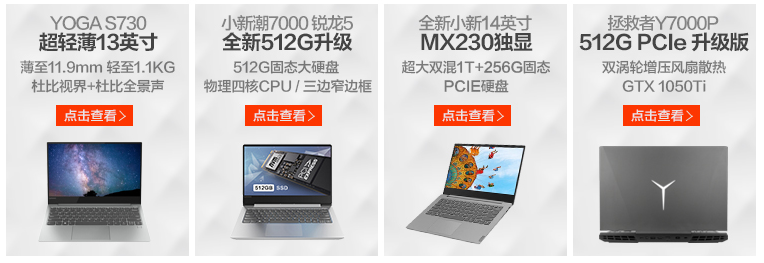 YOGA S730
超轻薄13英寸
薄至11.9mm 轻至1.1KG
杜比视界+杜比全景声
点击查看>
小新潮7000 锐龙5
全新512G升级
512G固态大硬盘
物理四核CPU / 三边窄边框
点击查看>
512GB SSD
全新小新14英寸
MX230独显
超大双混1T+256G固态
PCIE硬盘
点击查看>
拯救者Y7000P
512G PCIe 升级版
双涡轮增压风扇散热
GTX 1050Ti
点击查看>